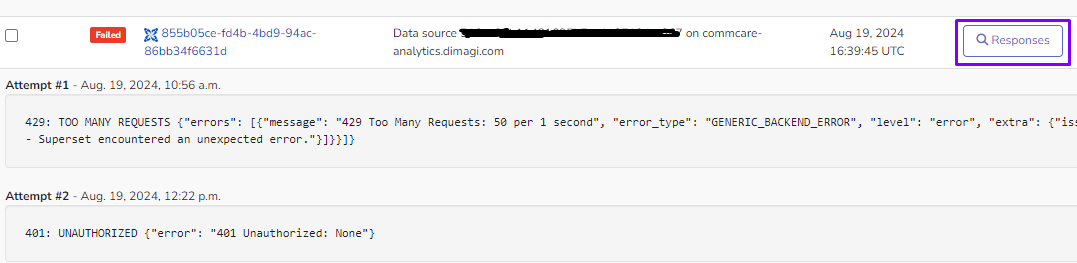 Failed
855b05ce-fd4b-4bd9-94ac-
86bb34f6631d
Data source on commcare-
analytics.dimagi.com
Aug 19, 2024
16:39:45 UTC
Responses
Attempt #1 - Aug. 19, 2024, 10:56 a.m.
429: TOO MANY REQUESTS {"errors": [{"message": "429 Too Many Requests: 50 per 1 second", "error_type": "GENERIC_BACKEND_ERROR", "level": "error", "extra": {"iss
- Superset encountered an unexpected error."}]}}]}
Attempt #2 - Aug. 19, 2024, 12:22 p.m.
401: UNAUTHORIZED {"error": "401 Unauthorized: None"}